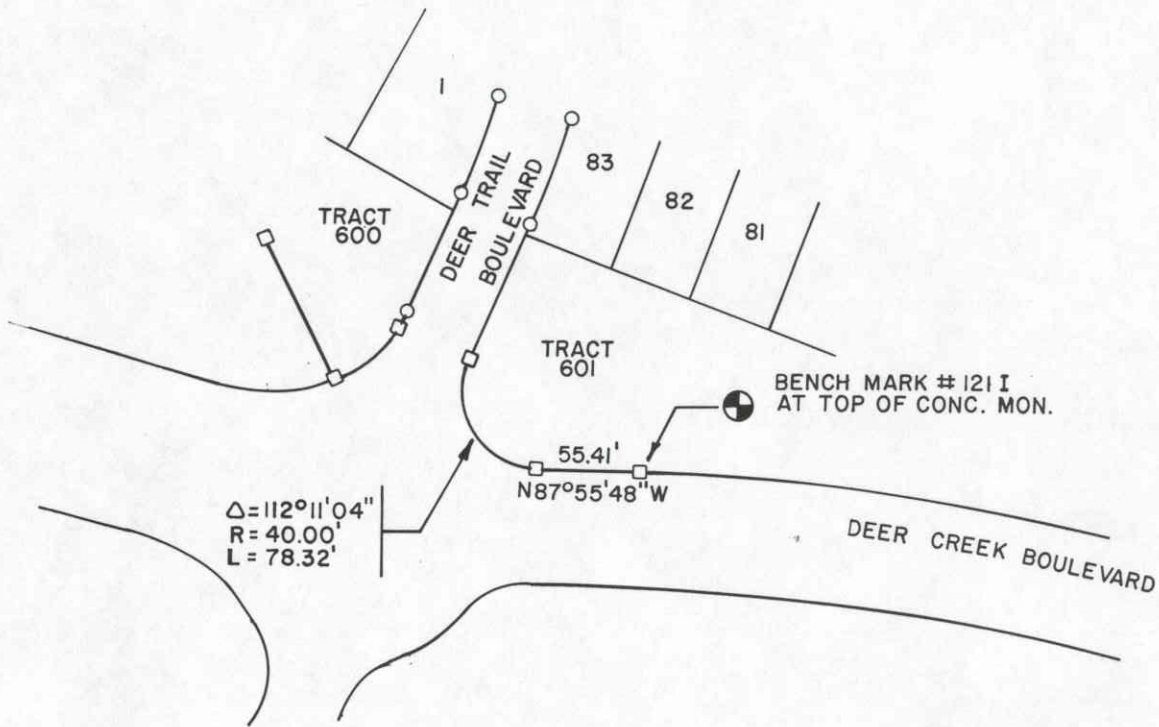 1
DEER TRAIL
BOULEVARD
83
82
81
TRACT
600
TRACT
601
BENCH MARK # 121 I
AT TOP OF CONC. MON.
55.41'
N87°55'48"W
Δ=112°11'04"
R= 40.00'
L= 78.32'
DEER CREEK BOULEVARD